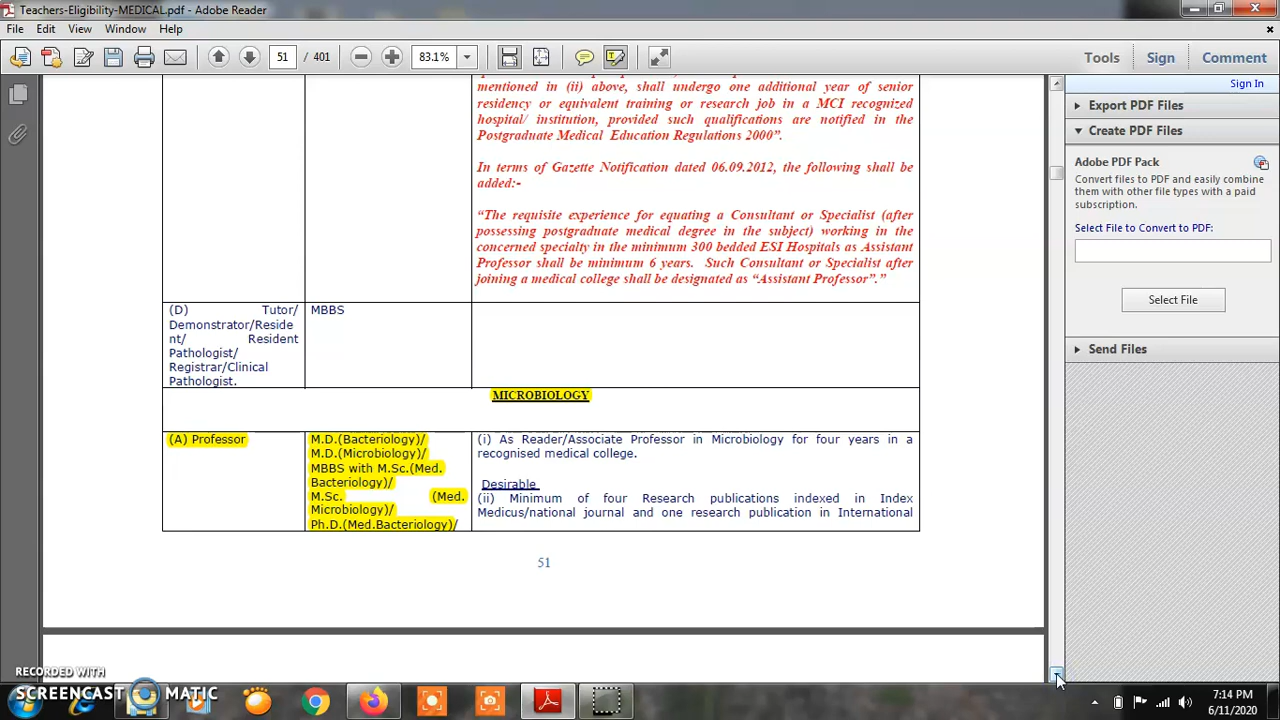 Teachers-Eligibility-MEDICAL.pdf - Adobe Reader
File Edit View Window Help
51 / 401 83.1% Tools Sign Comment
Sign In
Export PDF Files
Create PDF Files
Adobe PDF Pack
Convert files to PDF and easily combine
them with other file types with a paid
subscription.
Select File to Convert to PDF:
Select File
Send Files
mentioned in (ii) above, shall undergo one additional year of senior
residency or equivalent training or research job in a MCI recognized
hospital/ institution, provided such qualifications are notified in the
Postgraduate Medical Education Regulations 2000”.
In terms of Gazette Notification dated 06.09.2012, the following shall be
added:-
“The requisite experience for equating a Consultant or Specialist (after
possessing postgraduate medical degree in the subject) working in the
concerned specialty in the minimum 300 bedded ESI Hospitals as Assistant
Professor shall be minimum 6 years. Such Consultant or Specialist after
joining a medical college shall be designated as “Assistant Professor”.”
(D) Tutor/
Demonstrator/Reside
nt/ Resident
Pathologist/
Registrar/Clinical
Pathologist.
MBBS
MICROBIOLOGY
(A) Professor
M.D.(Bacteriology)/
M.D.(Microbiology)/
MBBS with M.Sc.(Med.
Bacteriology)/
M.Sc. (Med.
Microbiology)/
Ph.D.(Med.Bacteriology)/
(i) As Reader/Associate Professor in Microbiology for four years in a
recognised medical college.
Desirable
(ii) Minimum of four Research publications indexed in Index
Medicus/national journal and one research publication in International
51
RECORDED WITH
SCREENCAST MATIC
7:14 PM
6/11/2020